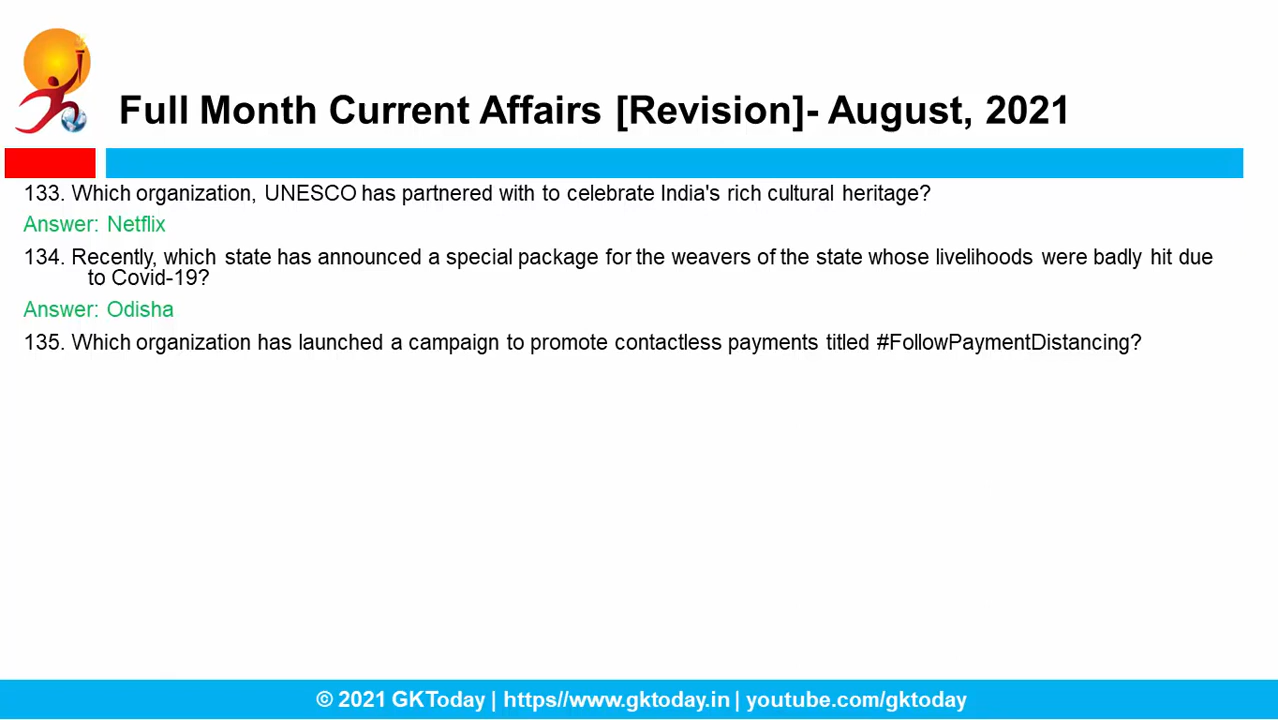 Full Month Current Affairs [Revision]- August, 2021
133. Which organization, UNESCO has partnered with to celebrate India's rich cultural heritage?
Answer: Netflix
134. Recently, which state has announced a special package for the weavers of the state whose livelihoods were badly hit due
to Covid-19?
Answer: Odisha
135. Which organization has launched a campaign to promote contactless payments titled #FollowPaymentDistancing?
© 2021 GKToday | https//www.gktoday.in | youtube.com/gktoday